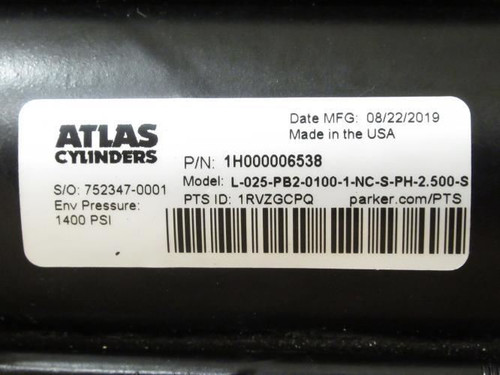 ATLAS
CYLINDERS
Date MFG: 08/22/2019
Made in the USA
P/N: 1H000006538
S/O: 752347-0001
Model: L-025-PB2-0100-1-NC-S-PH-2.500-S
Env Pressure:
PTS ID: 1RVZGCPQ parker.com/PTS
1400 PSI